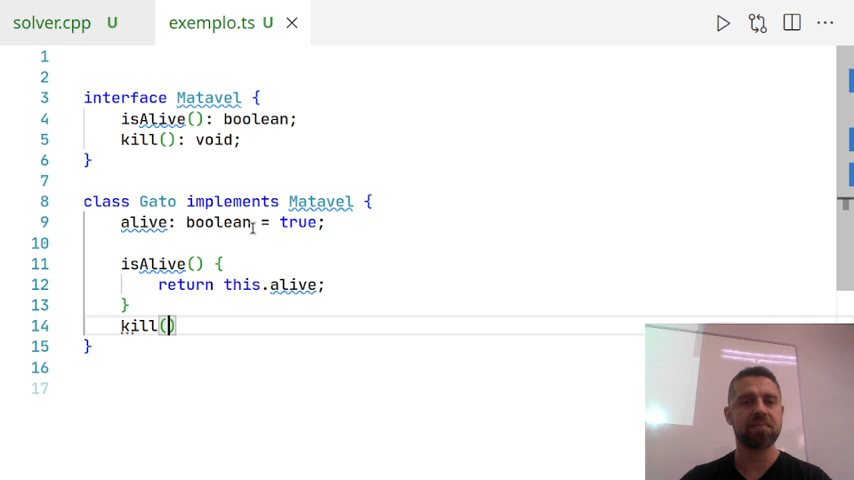 solver.cpp U exemplo.ts U
1
2
3 interface Matavel {
4 isAlive(): boolean;
5 kill(): void;
6 }
7
8 class Gato implements Matavel {
9 alive: boolean = true;
10
11 isAlive() {
12 return this.alive;
13 }
14 kill()
15 }
16
17